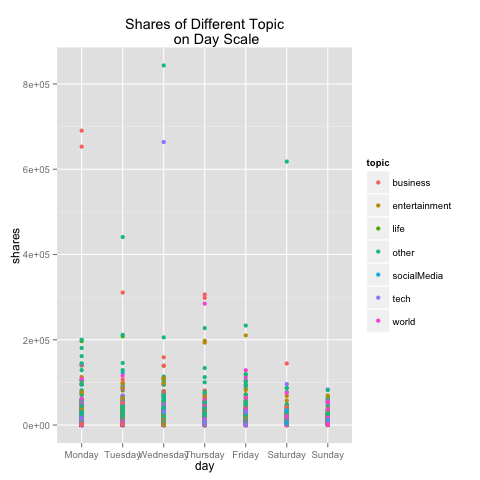 Shares of Different Topic
on Day Scale
shares
8e+05
6e+05
4e+05
2e+05
0e+00
Monday Tuesday Wednesday Thursday Friday Saturday Sunday
day
topic
business
entertainment
life
other
socialMedia
tech
world